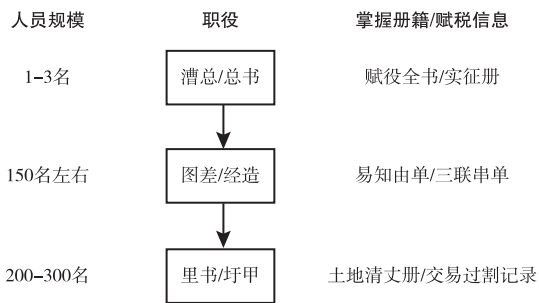 人员规模 职役 掌握册籍/赋税信息
1-3名 漕总/总书 赋役全书/实征册
150名左右 图差/经造 易知由单/三联串单
200-300名 里书/圩甲 土地清丈册/交易过割记录